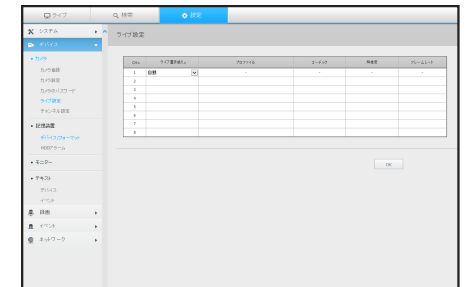 ライブ
検索
設定
システム
デバイス
カメラ
カメラ登録
カメラ設定
カメラのパスワード
ライブ設定
チャンネル設定
記憶装置
デバイス/フォーマット
HDDアラーム
モニター
テキスト
デバイス
イベント
録画
イベント
ネットワーク
ライブ設定
CH. プロファイル コーデック 解像度 フレームレート
1 自動 - - - -
2
3
4
5
6
7
8
OK